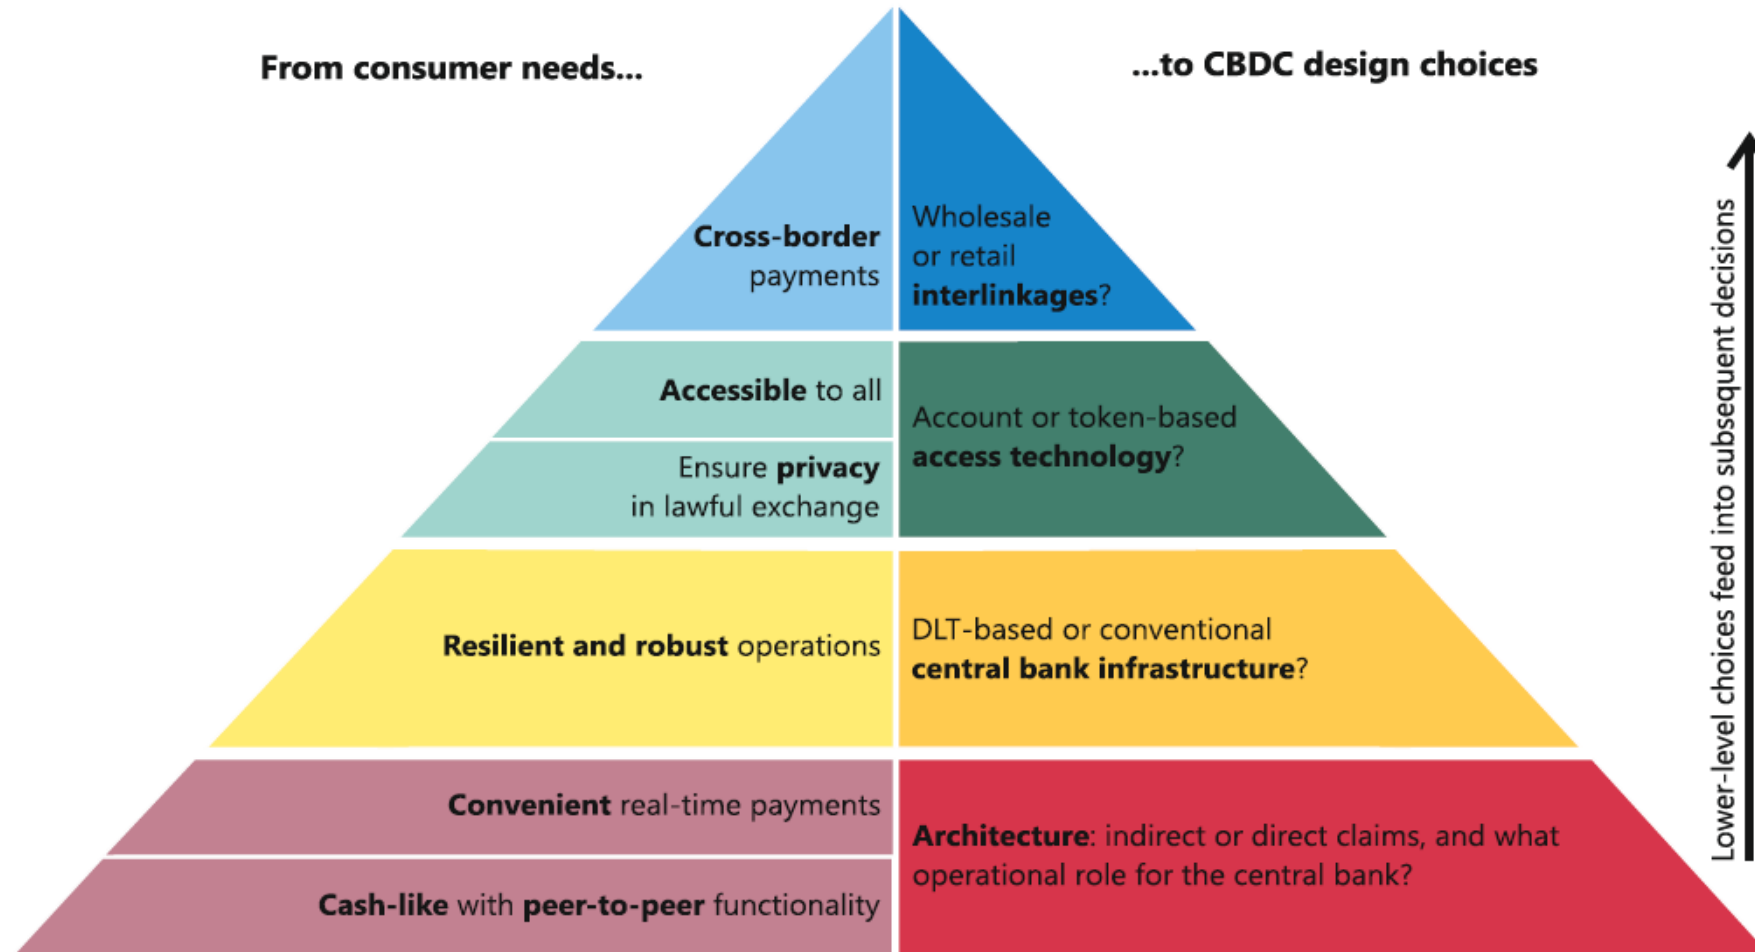 From consumer needs...
...to CBDC design choices
Cross-border
payments
Wholesale
or retail
interlinkages?
Accessible to all
Ensure privacy
in lawful exchange
Account or token-based
access technology?
Resilient and robust operations
DLT-based or conventional
central bank infrastructure?
Convenient real-time payments
Cash-like with peer-to-peer functionality
Architecture: indirect or direct claims, and what
operational role for the central bank?
Lower-level choices feed into subsequent decisions